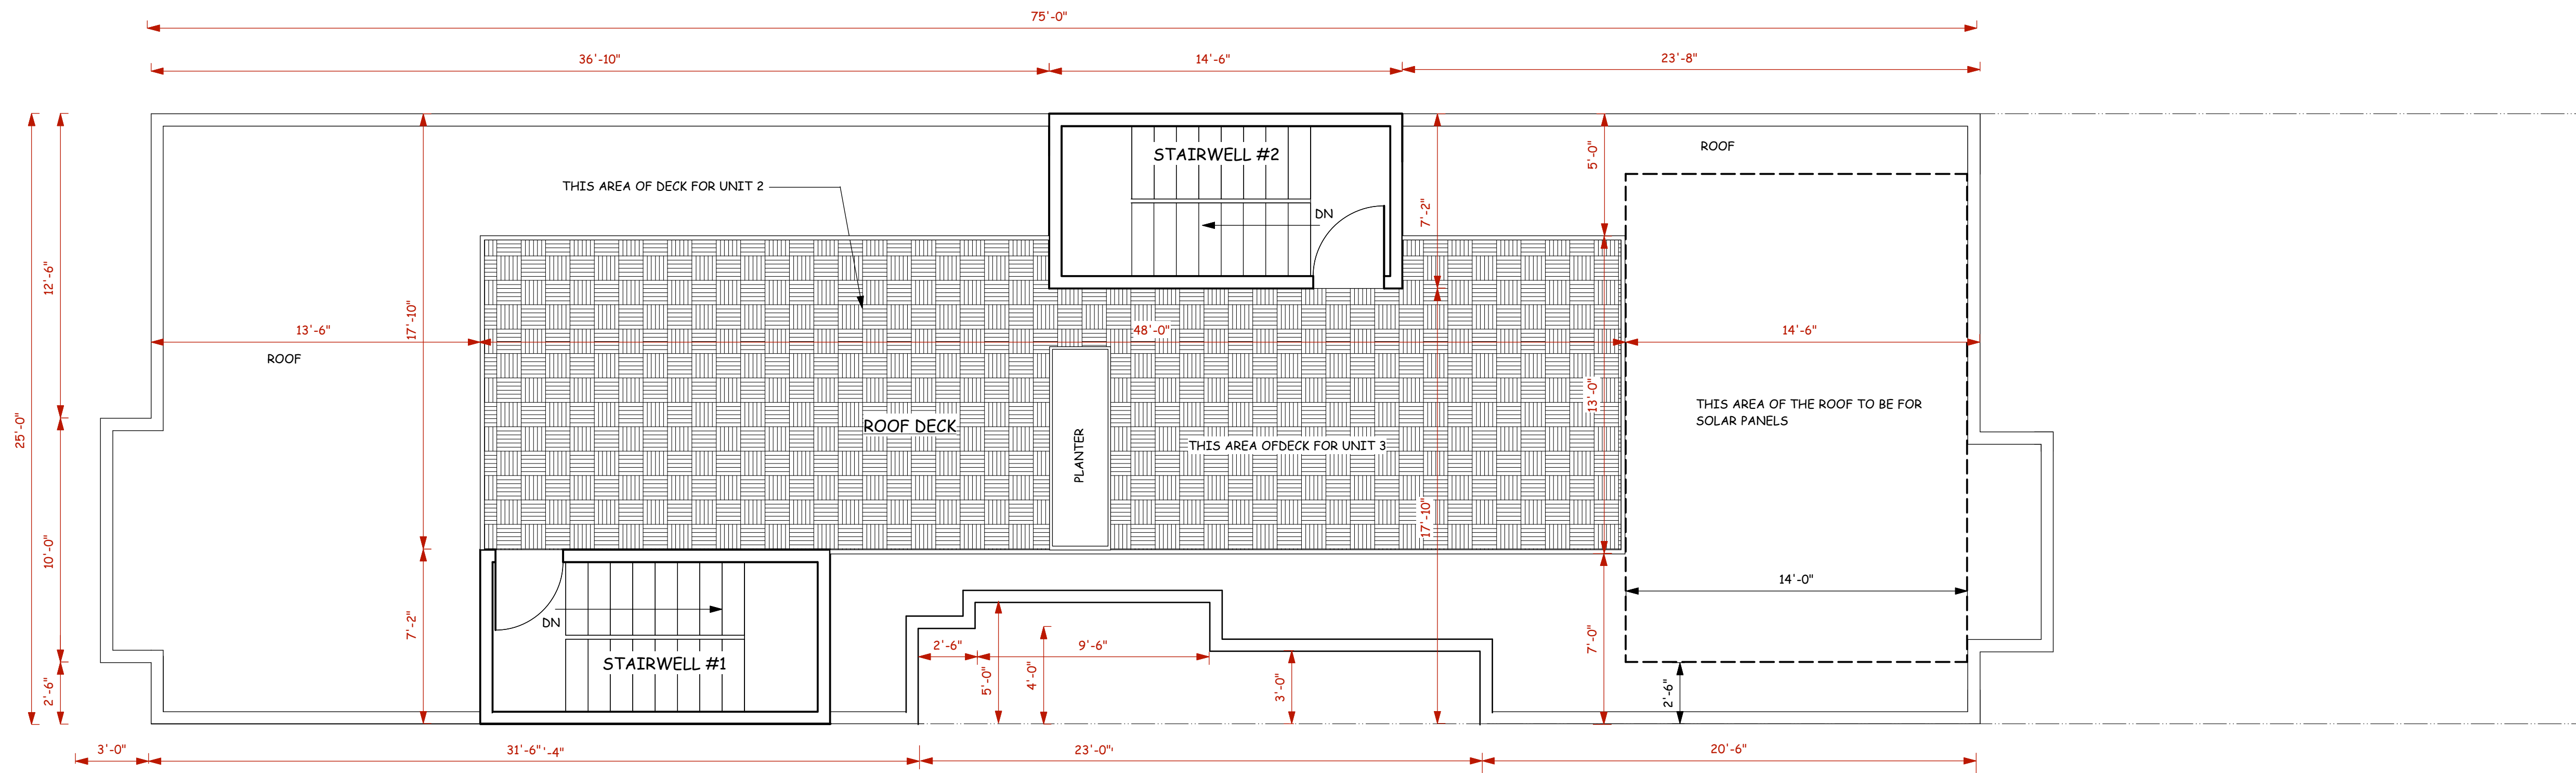 75'-0"
36'-10"
14'-6"
23'-8"
STAIRWELL #2
ROOF
5'-0"
THIS AREA OF DECK FOR UNIT 2
DN
7'-2"
12'-6"
17'-10"
13'-6"
48'-0"
14'-6"
ROOF
25'-0"
13'-0"
THIS AREA OF THE ROOF TO BE FOR
SOLAR PANELS
ROOF DECK
PLANTER
THIS AREA OFDECK FOR UNIT 3
17'-10"
10'-0"
14'-0"
7'-2"
DN
STAIRWELL #1
2'-6"
9'-6"
5'-0"
4'-0"
3'-0"
7'-0"
2'-6"
2'-6"
3'-0"
31'-6"'-4"
23'-0"'
20'-6"